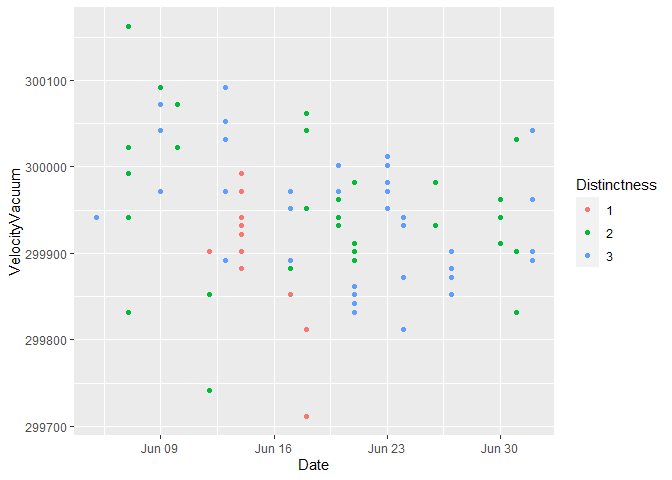 300100
300000
299900
299800
299700
VelocityVacuum
Jun 09
Jun 16
Jun 23
Jun 30
Date
Distinctness
1
2
3